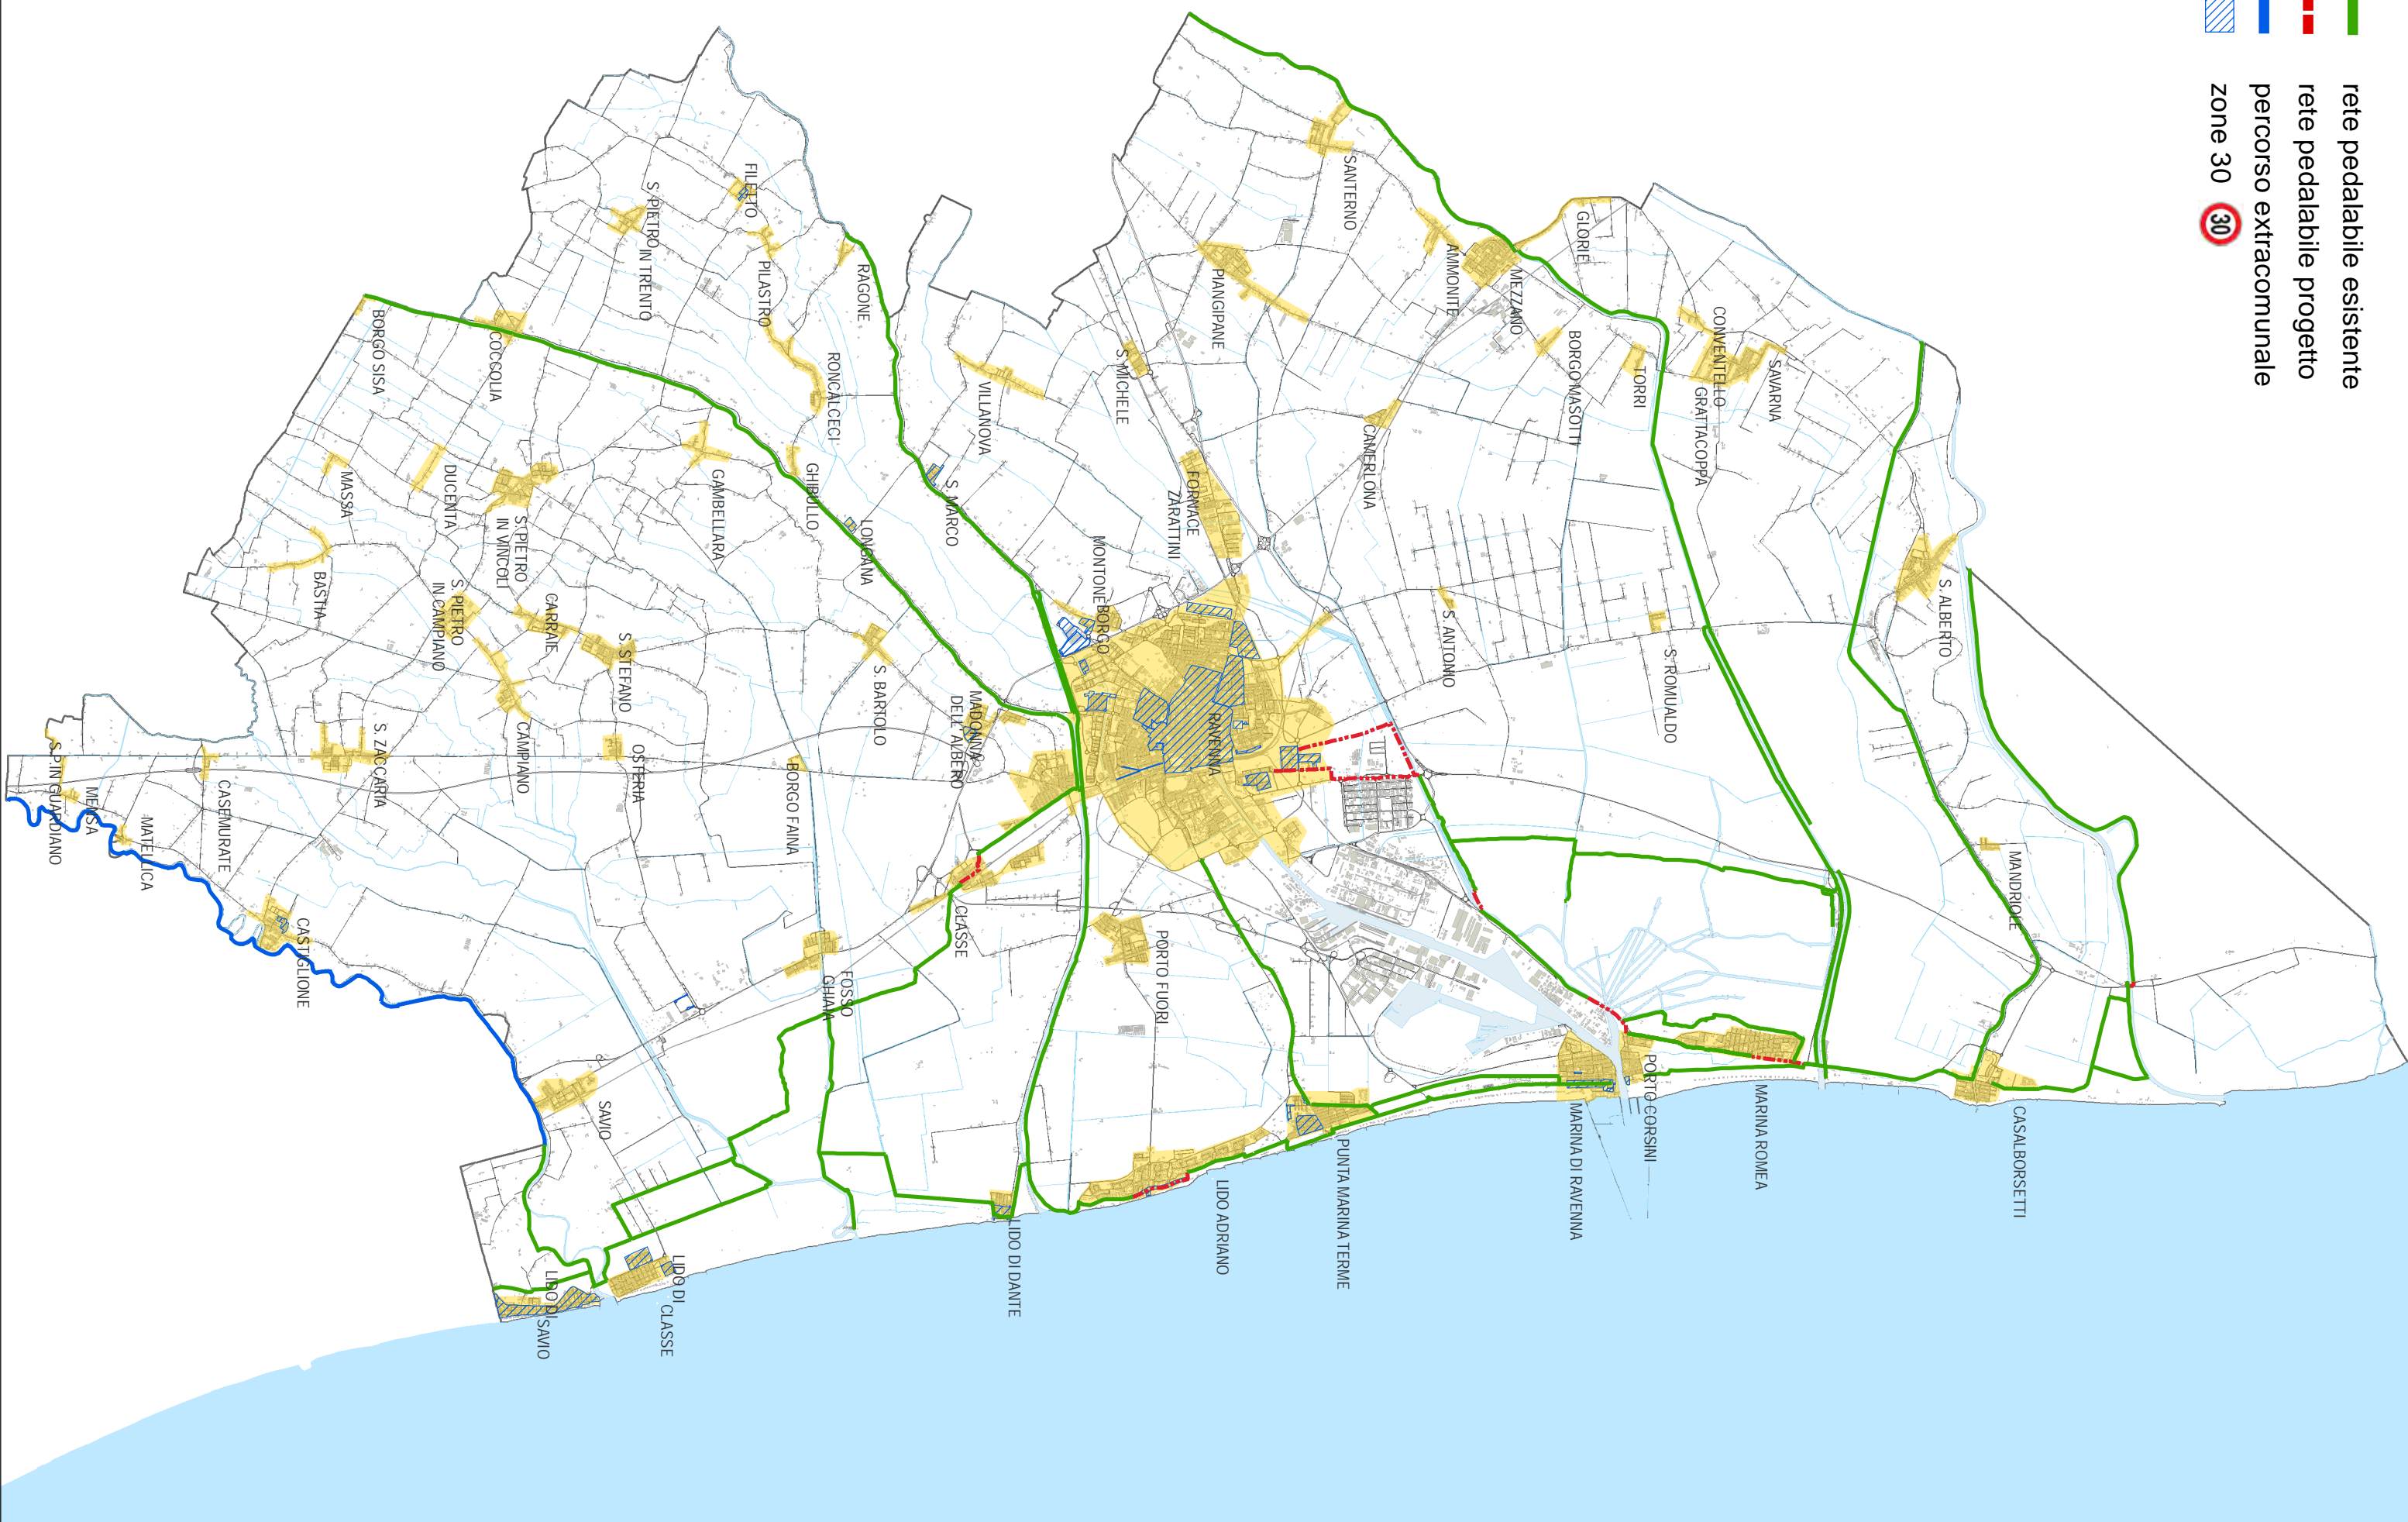 rete pedalabile esistente
rete pedalabile progetto
percorso extracomunale
zone 30 30
CASALBORSETTI
MANDRIOLE
S. ALBERTO
SAVARNA
CONVENTELLO
GRATTACOPPA
S. ROMUALDO
MARINA ROMEA
PORTO CORSINI
MARINA DI RAVENNA
TORRI
GLORIE
BORGO MASOTTI
MEZZANO
AMMONITE
S. ANTONIO
SANTERNO
CAMERLONA
PUNTA MARINA TERME
PIANGIPANE
LIDO ADRIANO
RAVENNA
FORNACE
ZARATTINI
S. MICHELE
PORTO FUORI
BORGO
MONTONE
LIDO DI DANTE
VILLANOVA
S. MARCO
MADONNA
DELL'ALBERO
CLASSE
RAGONE
LONGANA
S. BARTOLO
FOSSO
GHIAIA
RONCALCECI
GHIBULLO
BORGO FAINA
PILASTRO
FILETTO
GAMBELLARA
LIDO DI
CLASSE
S. PIETRO IN TRENTO
S. STEFANO
OSTERIA
SAVIO
LIDO DI
SAVIO
CARRAIE
S. PIETRO
IN VINCOLI
CAMPIANO
COCCOLIA
DUCENTA
S. PIETRO
IN CAMPIANO
BORGO SISA
MASSA
S. ZACCARIA
BASTIA
CASTIGLIONE
CASEMURATE
MATELLICA
MENSA
S. P. IN GUARDIANO